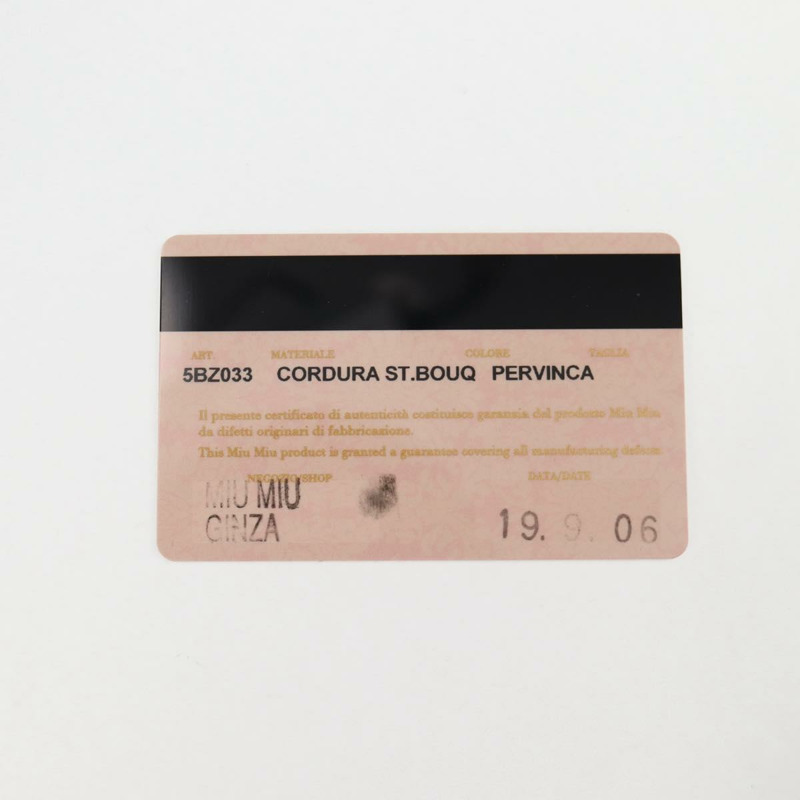 ART. MATERIALE COLORE TAGLIA
5BZ033 CORDURA ST.BOUQ PERVINCA
Il presente certificato di autenticità costituisce garanzia del prodotto Miu Miu
da difetti originari di fabbricazione.
This Miu Miu product is granted a guarantee covering all manufacturing defects
NEGOZIO/SHOP DATA/DATE
MIU MIU
GINZA
19. 9. 06